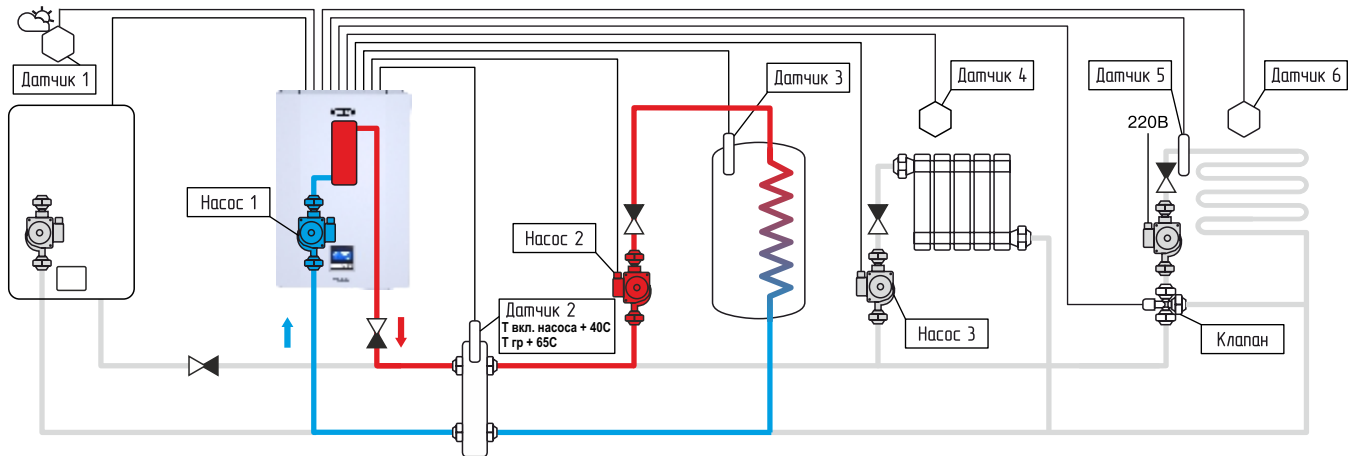 Датчик 1
Датчик 3
Датчик 4
Датчик 5
Датчик 6
220В
Насос 1
Насос 2
Датчик 2
Т вкл. насоса + 40С
Т гр + 65С
Насос 3
Клапан